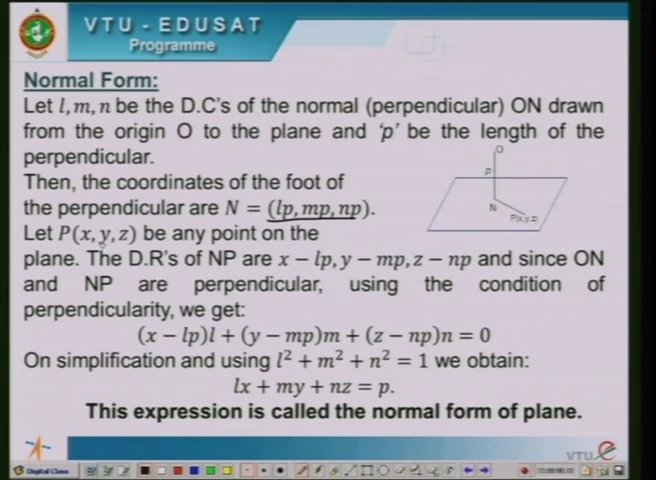 VTU - EDUSAT
Programme
Normal Form:
Let l, m, n be the D.C's of the normal (perpendicular) ON drawn
from the origin O to the plane and 'p' be the length of the
perpendicular.
Then, the coordinates of the foot of
the perpendicular are N = (lp, mp, np).
Let P(x, y, z) be any point on the
plane. The D.R's of NP are x − lp, y − mp, z − np and since ON
and NP are perpendicular, using the condition of
perpendicularity, we get:
(x − lp)l + (y − mp)m + (z − np)n = 0
On simplification and using l² + m² + n² = 1 we obtain:
lx + my + nz = p.
This expression is called the normal form of plane.
O
P
N
P(x,y,z)
VTU
Digital Class